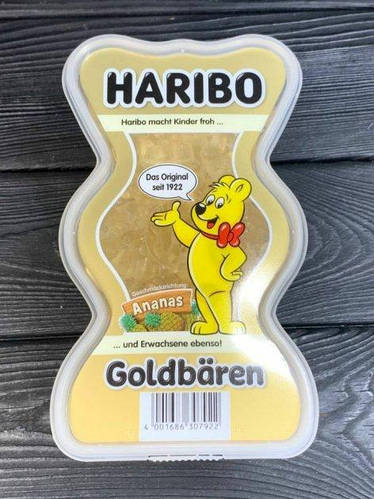 HARIBO
Haribo macht Kinder froh ...
Das Original
seit 1922
Geschmacksrichtung
Ananas
... und Erwachsene ebenso!
Goldbären
4 001686 307922